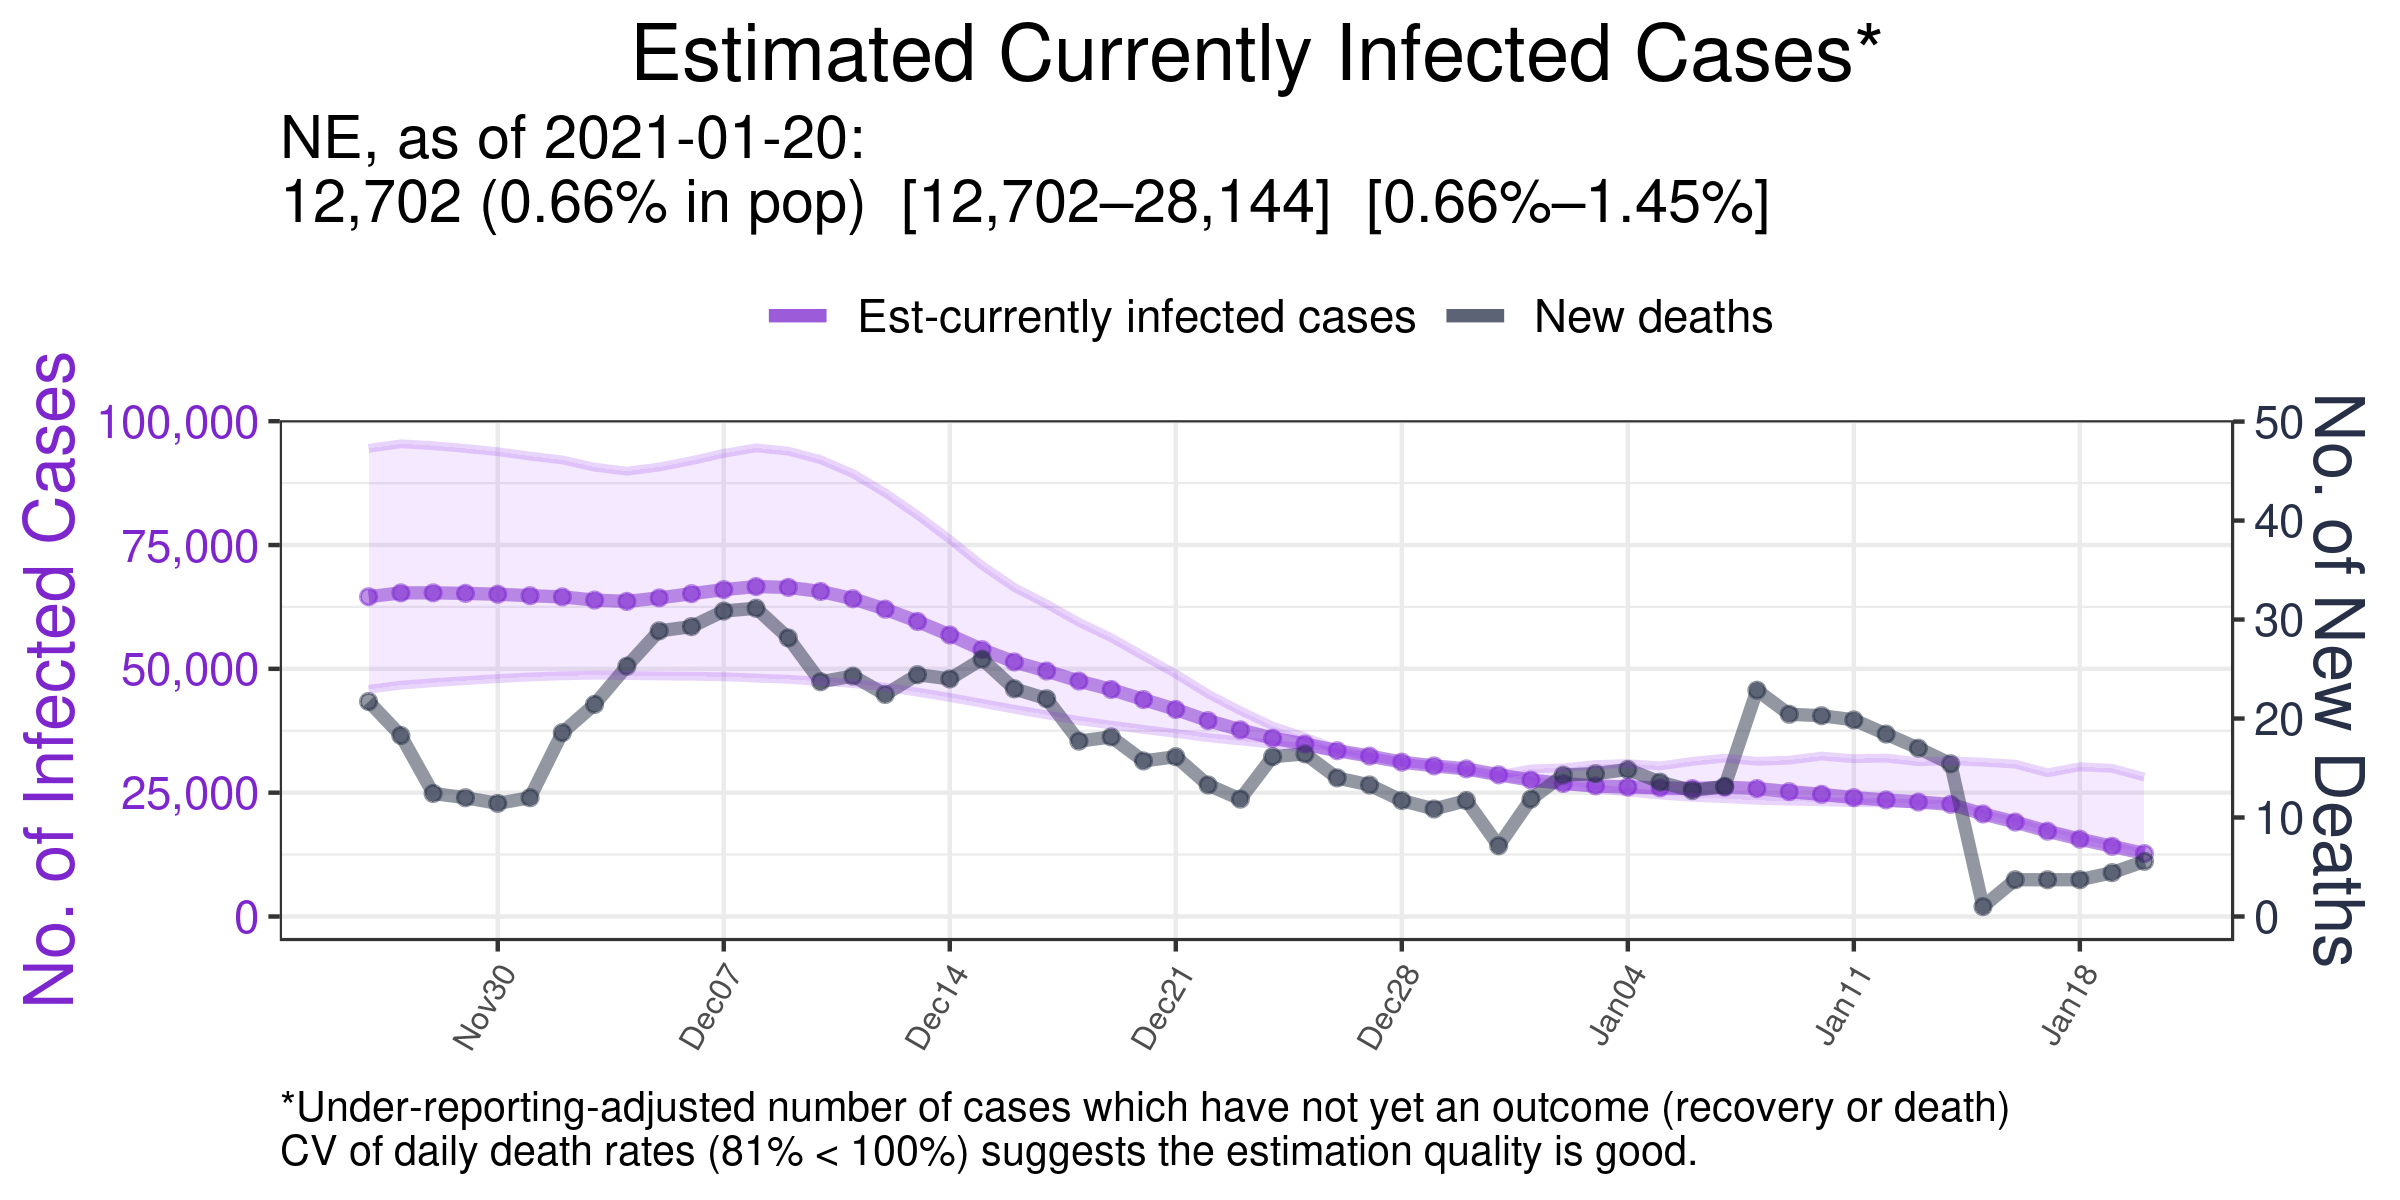 Estimated Currently Infected Cases*
NE, as of 2021-01-20:
12,702 (0.66% in pop) [12,702–28,144] [0.66%–1.45%]
Est-currently infected cases
New deaths
No. of Infected Cases
100,000
75,000
50,000
25,000
0
50
40
30
20
10
0
No. of New Deaths
Nov30
Dec07
Dec14
Dec21
Dec28
Jan04
Jan11
Jan18
*Under-reporting-adjusted number of cases which have not yet an outcome (recovery or death)
CV of daily death rates (81% < 100%) suggests the estimation quality is good.